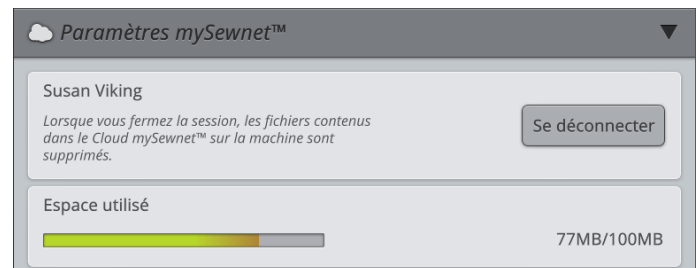 Paramètres mySewnet™
Susan Viking
Lorsque vous fermez la session, les fichiers contenus
dans le Cloud mySewnet™ sur la machine sont
supprimés.
Se déconnecter
Espace utilisé
77MB/100MB